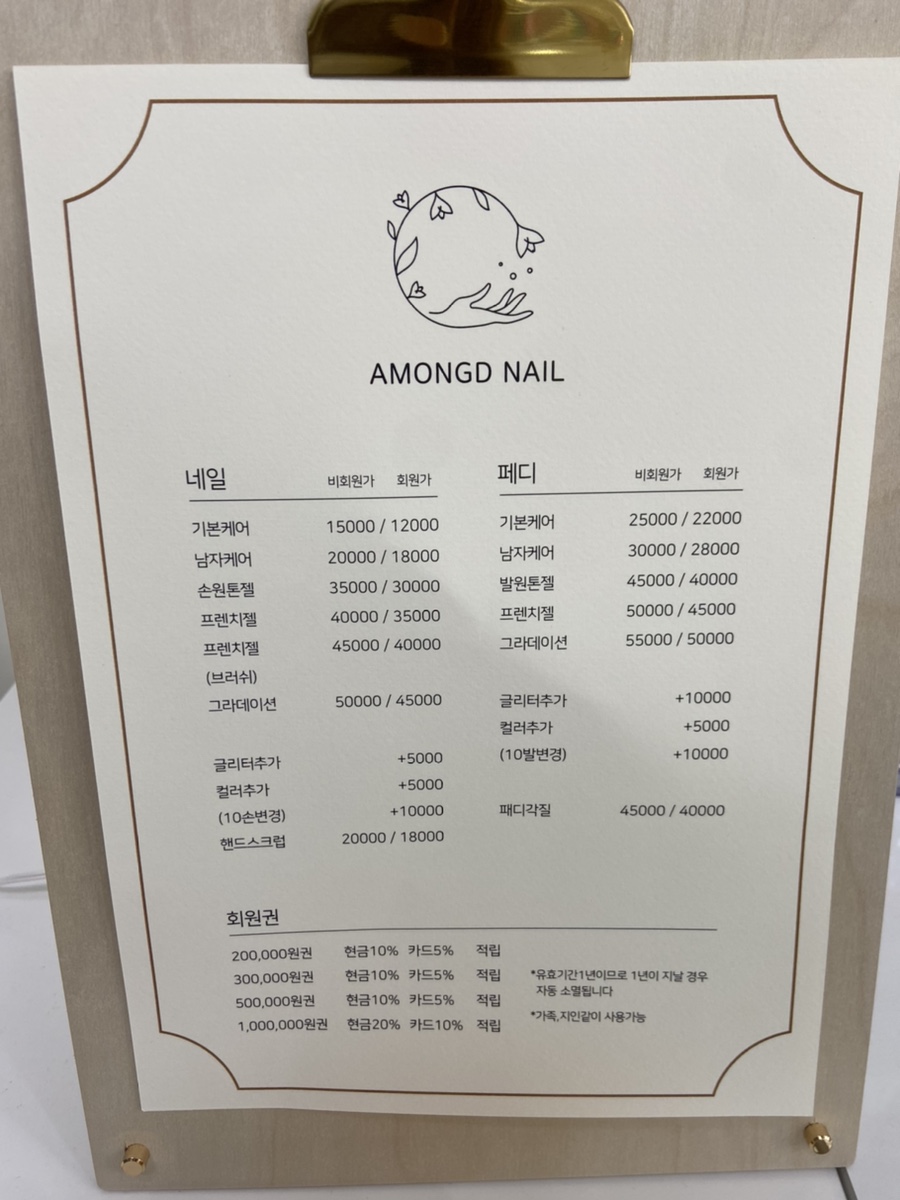 AMONGD NAIL
네일 비회원가 회원가
기본케어 15000 / 12000
남자케어 20000 / 18000
손원톤젤 35000 / 30000
프렌치젤 40000 / 35000
프렌치젤 45000 / 40000
(브러쉬)
그라데이션 50000 / 45000
글리터추가 +5000
컬러추가 +5000
(10손변경) +10000
핸드스크럽 20000 / 18000
페디 비회원가 회원가
기본케어 25000 / 22000
남자케어 30000 / 28000
발원톤젤 45000 / 40000
프렌치젤 50000 / 45000
그라데이션 55000 / 50000
글리터추가 +10000
컬러추가 +5000
(10발변경) +10000
패디각질 45000 / 40000
회원권
200,000원권 현금10% 카드5% 적립
300,000원권 현금10% 카드5% 적립
500,000원권 현금10% 카드5% 적립
1,000,000원권 현금20% 카드10% 적립
*유효기간1년이므로 1년이 지날 경우
자동 소멸됩니다
*가족,지인같이 사용가능